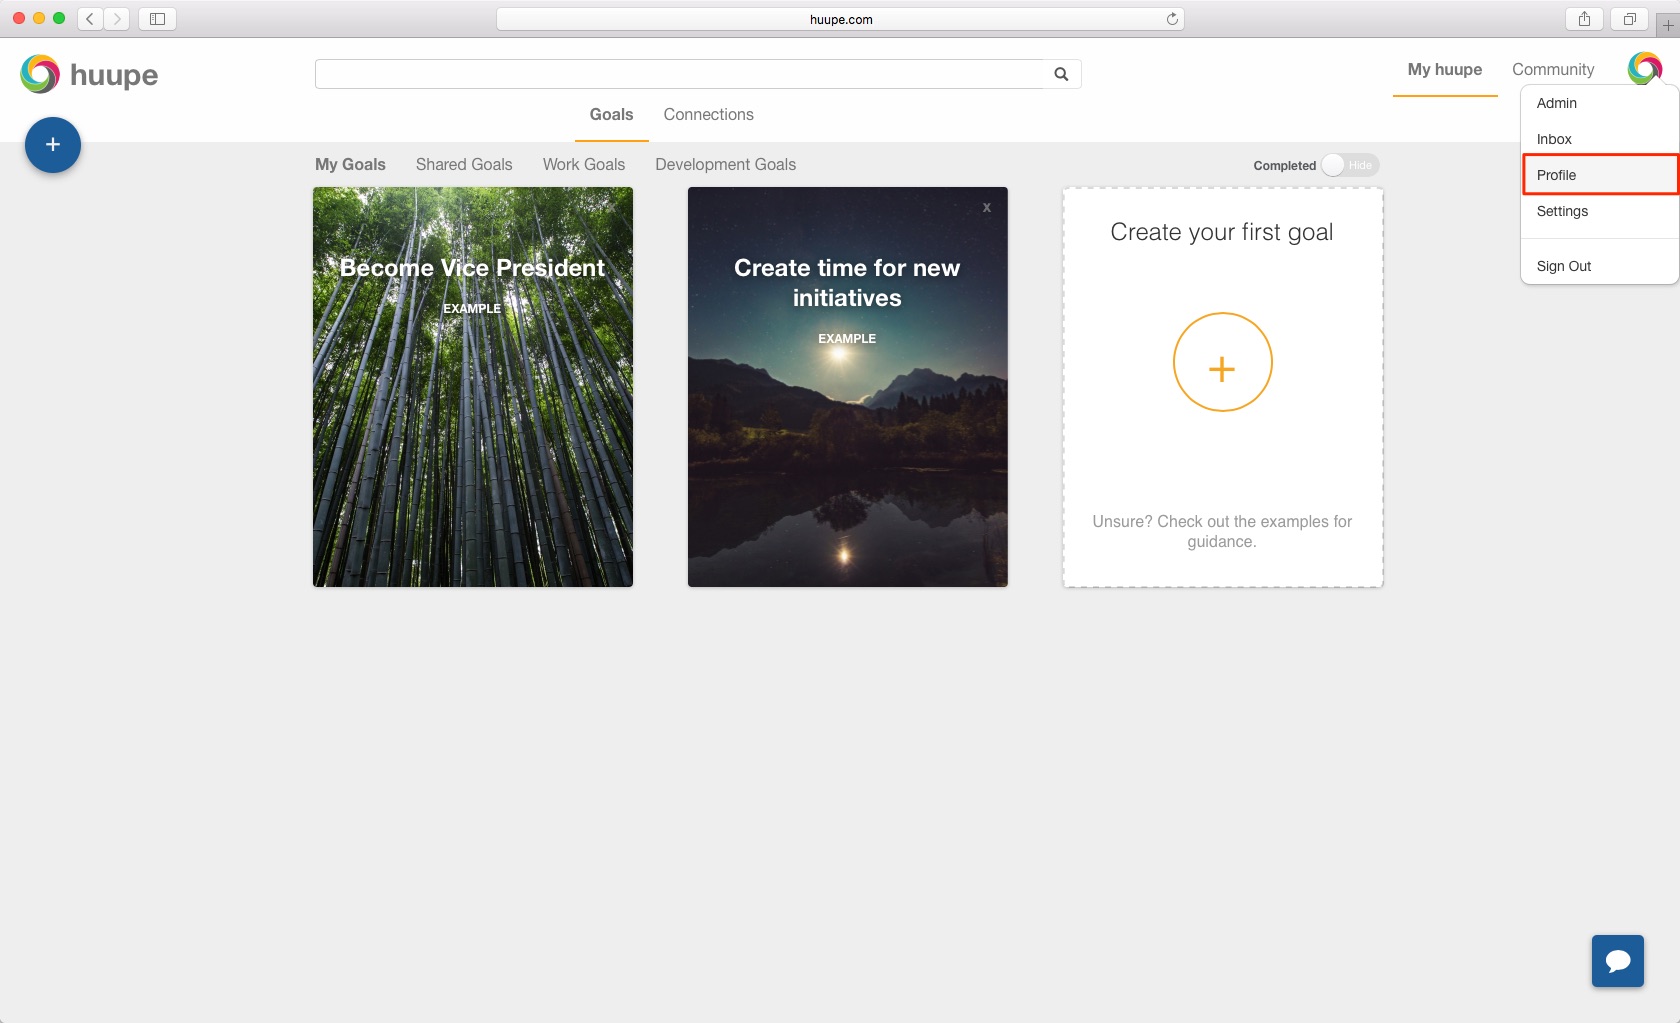 huupe.com
huupe
My huupe
Community
Goals
Connections
Admin
Inbox
Profile
Settings
Sign Out
+
My Goals
Shared Goals
Work Goals
Development Goals
Completed
Hide
Become Vice President
EXAMPLE
x
Create time for new
initiatives
EXAMPLE
Create your first goal
+
Unsure? Check out the examples for
guidance.